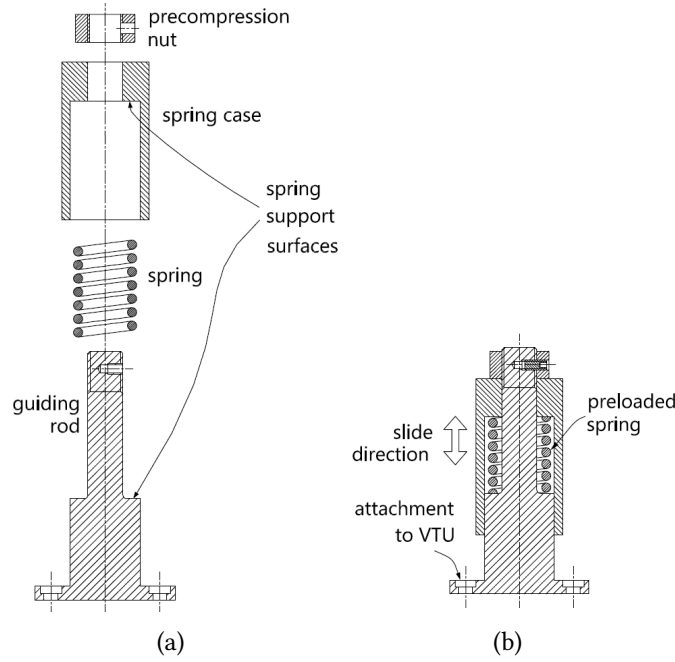 precompression
nut
spring case
spring
support
surfaces
spring
guiding
rod
(a)
slide
direction
preloaded
spring
attachment
to VTU
(b)